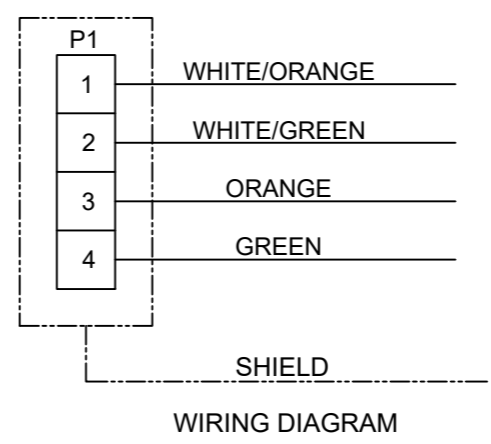 P1
1 WHITE/ORANGE
2 WHITE/GREEN
3 ORANGE
4 GREEN
SHIELD
WIRING DIAGRAM